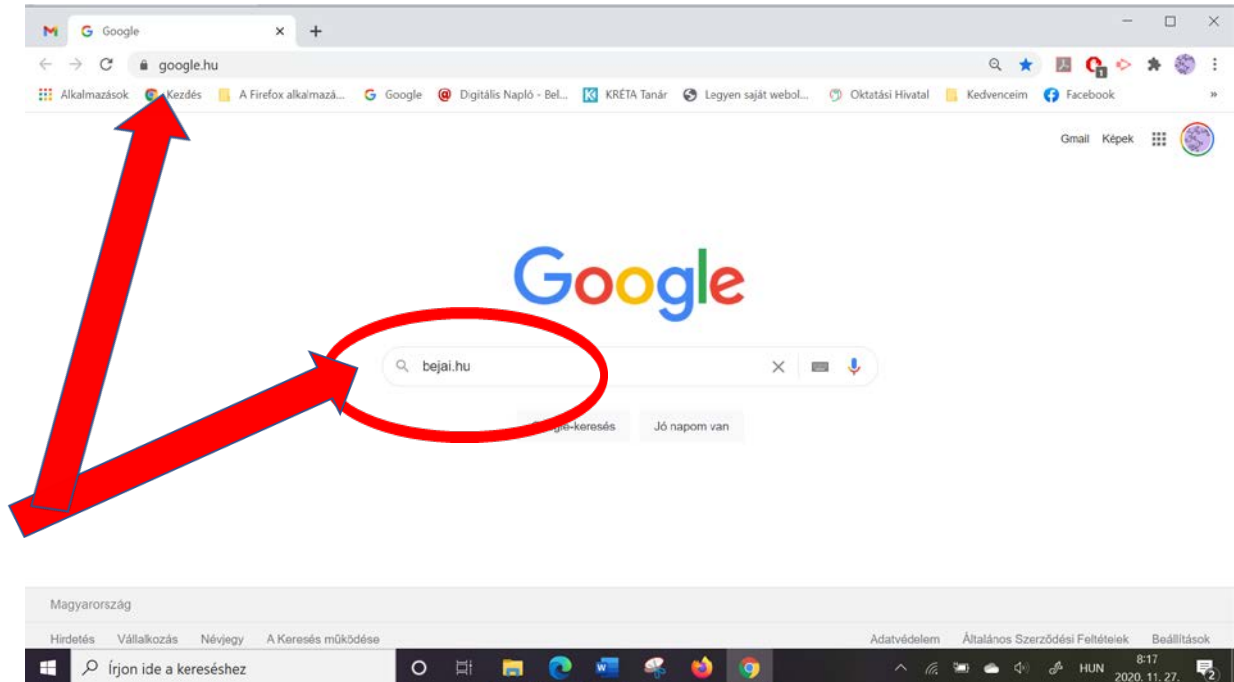 Google
google.hu
Alkalmazások Kezdés A Firefox alkalmazá... Google Digitális Napló - Bel... KRÉTA Tanár Legyen saját webol... Oktatási Hivatal Kedvenceim Facebook »
Gmail Képek
Google
bejai.hu
Google-keresés Jó napom van
Magyarország
Hirdetés Vállalkozás Névjegy A Keresés működése Adatvédelem Általános Szerződési Feltételek Beállítások
Írjon ide a kereséshez HUN 8:17
2020. 11. 27. 2